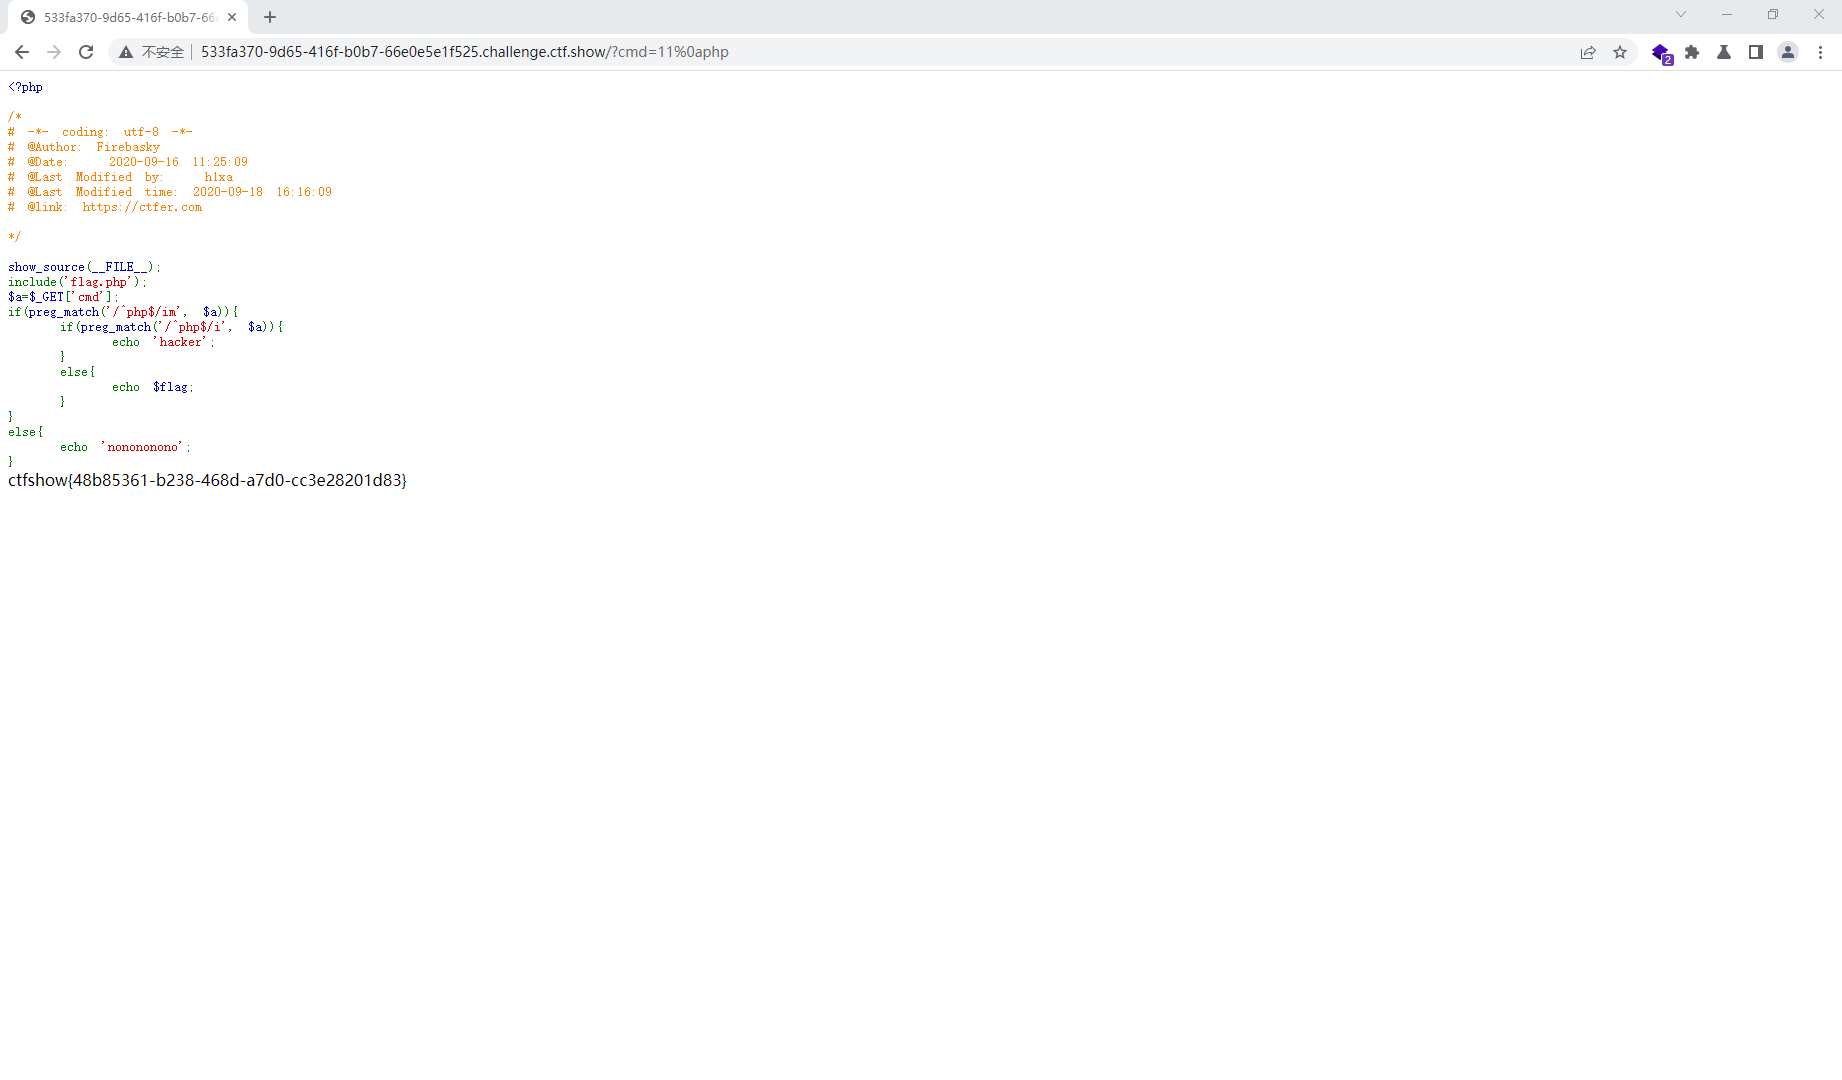 533fa370-9d65-416f-b0b7-66
不安全
533fa370-9d65-416f-b0b7-66e0e5e1f525.challenge.ctf.show/?cmd=11%0aphp
2
<?php
/*
# -*- coding: utf-8 -*-
# @Author: Firebasky
# @Date:   2020-09-16 11:25:09
# @Last Modified by:   h1xa
# @Last Modified time: 2020-09-18 16:16:09
# @link: https://ctfer.com
*/
show_source(__FILE__);
include('flag.php');
$a=$_GET['cmd'];
if(preg_match('/^php$/im', $a)){
    if(preg_match('/^php$/i', $a)){
        echo 'hacker';
    }
    else{
        echo $flag;
    }
}
else{
    echo 'nonononono';
}
ctfshow{48b85361-b238-468d-a7d0-cc3e28201d83}